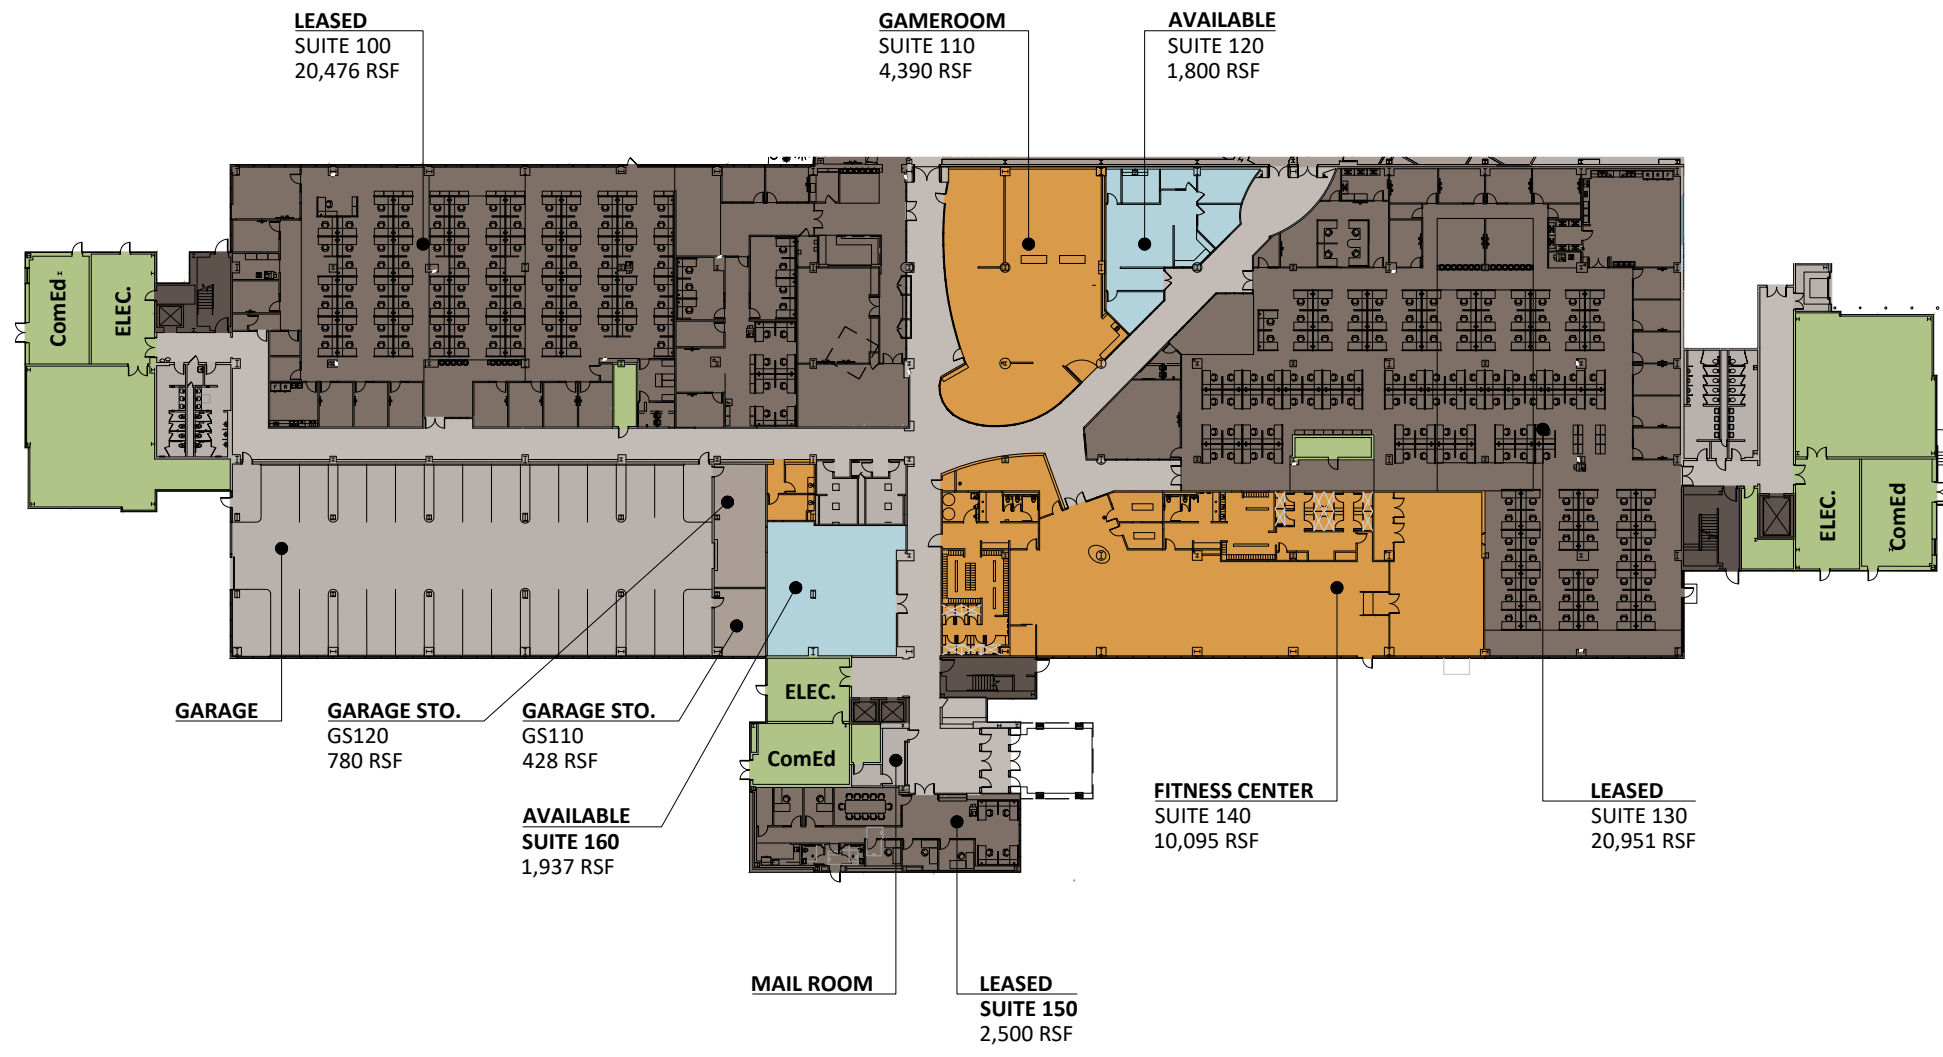 LEASED
SUITE 100
20,476 RSF
GAMEROOM
SUITE 110
4,390 RSF
AVAILABLE
SUITE 120
1,800 RSF
ComEd
ELEC.
ELEC.
ComEd
GARAGE
GARAGE STO.
GS120
780 RSF
GARAGE STO.
GS110
428 RSF
ELEC.
ComEd
AVAILABLE
SUITE 160
1,937 RSF
FITNESS CENTER
SUITE 140
10,095 RSF
LEASED
SUITE 130
20,951 RSF
MAIL ROOM
LEASED
SUITE 150
2,500 RSF